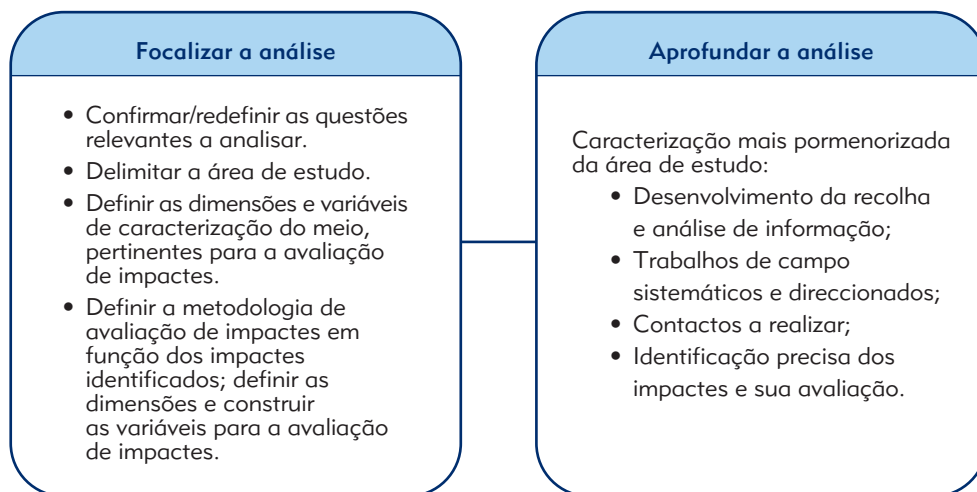 Focalizar a análise
• Confirmar/redefinir as questões
relevantes a analisar.
• Delimitar a área de estudo.
• Definir as dimensões e variáveis
de caracterização do meio,
pertinentes para a avaliação
de impactes.
• Definir a metodologia de
avaliação de impactes em
função dos impactes
identificados; definir as
dimensões e construir
as variáveis para a avaliação
de impactes.
Aprofundar a análise
Caracterização mais pormenorizada
da área de estudo:
• Desenvolvimento da recolha
e análise de informação;
• Trabalhos de campo
sistemáticos e direccionados;
• Contactos a realizar;
• Identificação precisa dos
impactes e sua avaliação.